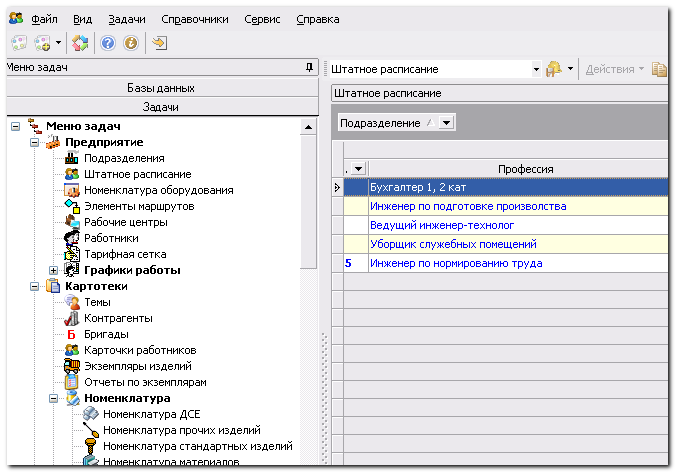 Файл Вид Задачи Справочники Сервис Справка
Меню задач
Штатное расписание
Действия
Базы данных
Задачи
Штатное расписание
Подразделение
Меню задач
Предприятие
Подразделения
Штатное расписание
Номенклатура оборудования
Элементы маршрутов
Рабочие центры
Работники
Тарифная сетка
Графики работы
Картотеки
Темы
Контрагенты
Б Бригады
Карточки работников
Экземпляры изделий
Отчеты по экземплярам
Номенклатура
Номенклатура ДСЕ
Номенклатура прочих изделий
Номенклатура стандартных изделий
Номенклатура материалов
. Профессия
Бухгалтер 1, 2 кат
Инженер по подготовке произволства
Ведущий инженер-технолог
Уборщик служебных помещений
5 Инженер по нормированию труда